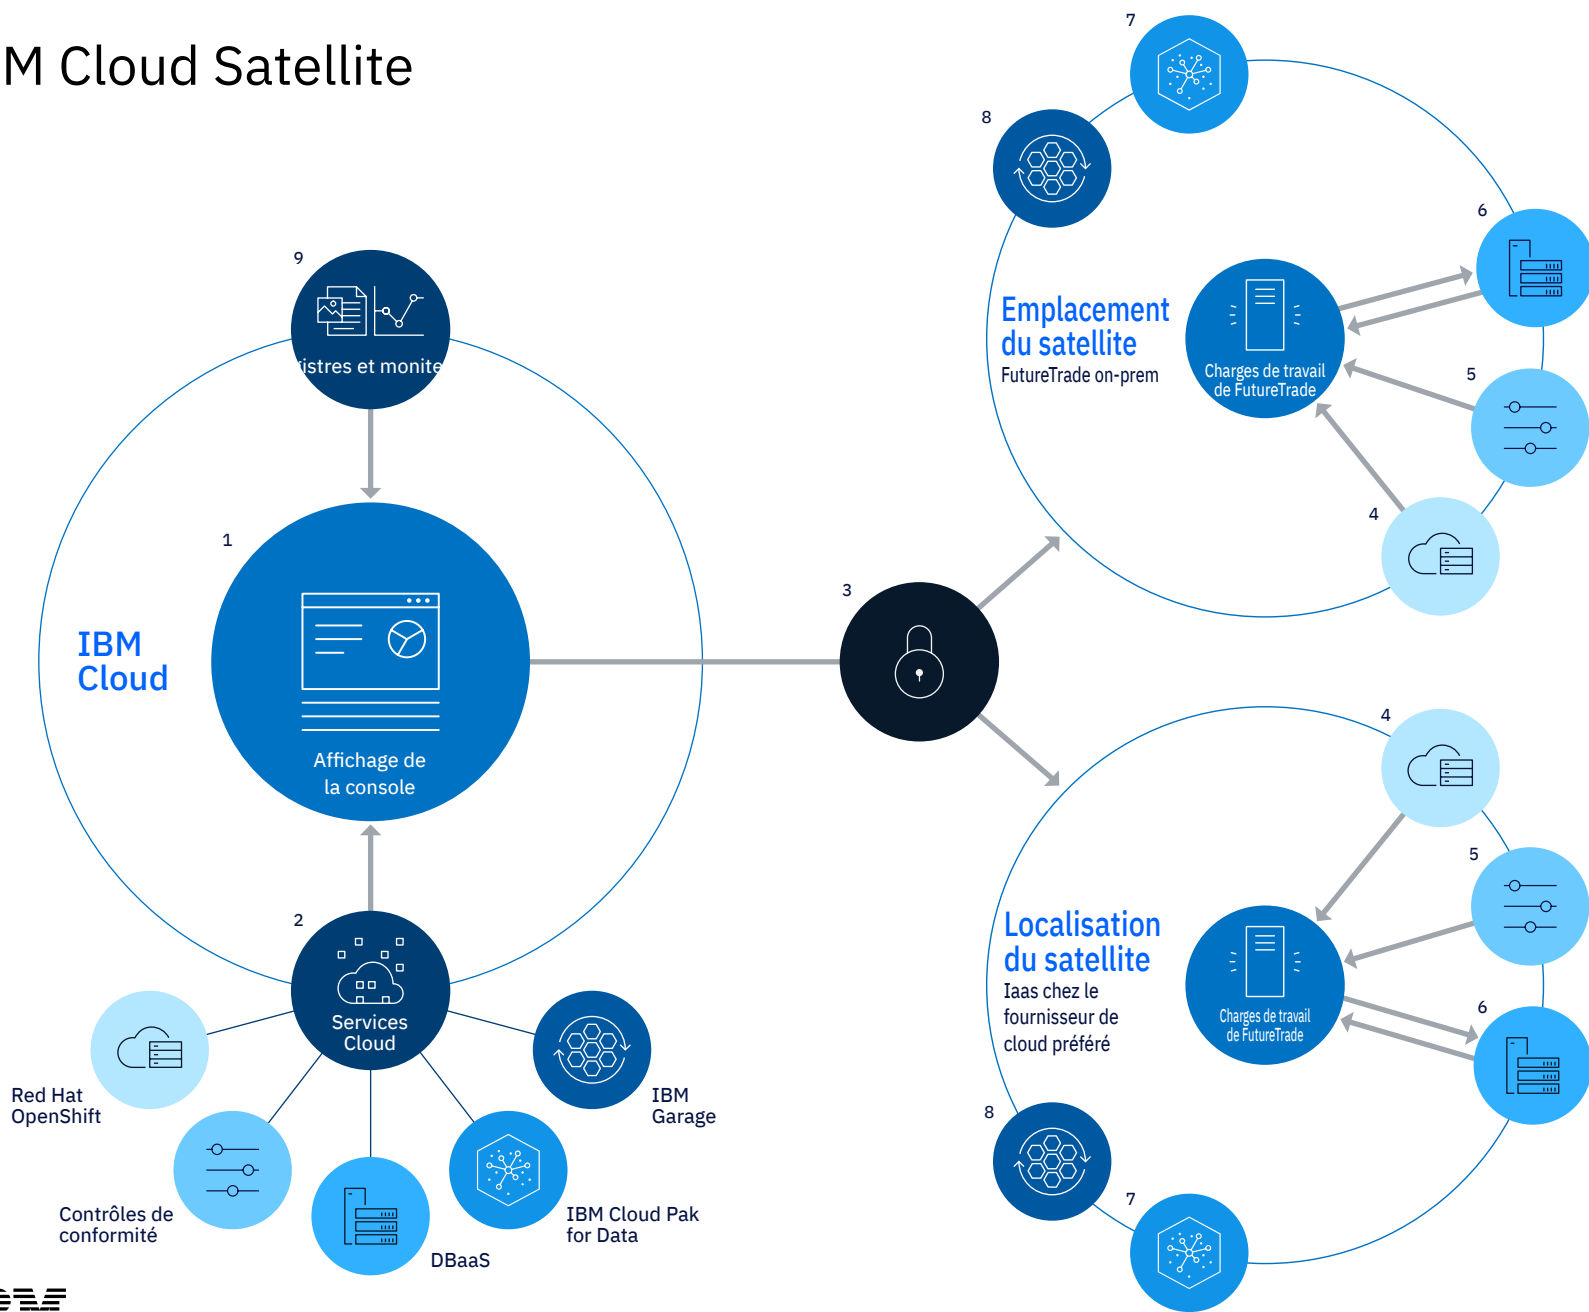 M Cloud Satellite
7
8
6
9
Emplacement
du satellite
FutureTrade on-prem
Charges de travail
de FutureTrade
5
istres et monite
4
1
3
IBM
Cloud
Affichage de
la console
4
5
2
Localisation
du satellite
Iaas chez le
fournisseur de
cloud préféré
Charges de travail
de FutureTrade
6
Services
Cloud
Red Hat
OpenShift
IBM
Garage
8
7
Contrôles de
conformité
IBM Cloud Pak
for Data
DBaaS